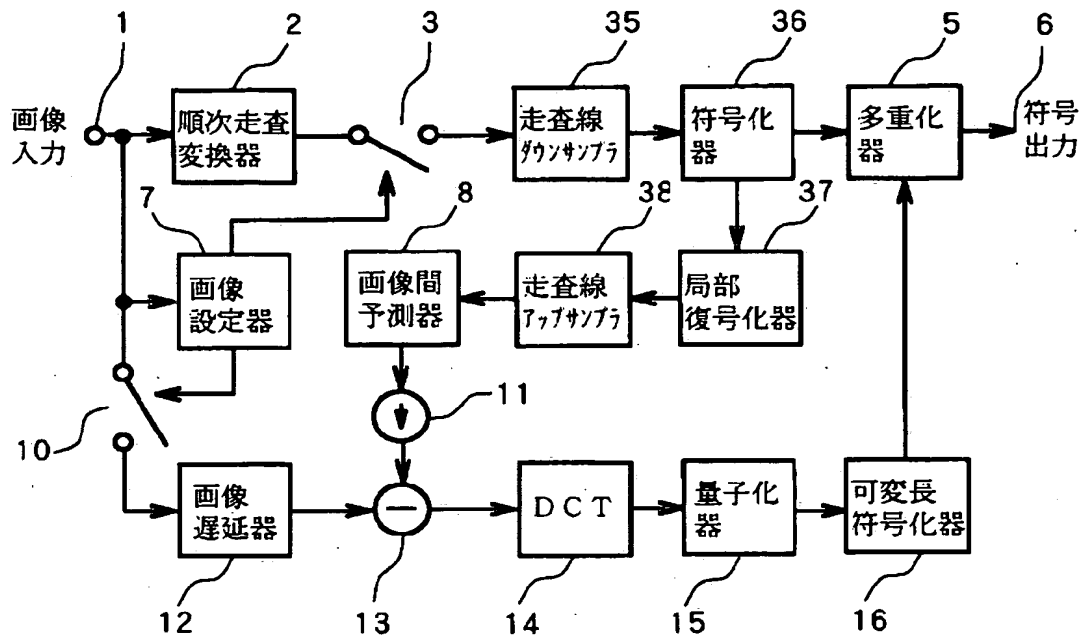 1
2
3
35
36
5
6
画像
入力
順次走査
変換器
走査線
ダウンサンプラ
符号化
器
多重化
器
符号
出力
7
8
38
37
画像
設定器
画像間
予測器
走査線
アップサンプラ
局部
復号化器
10
11
画像
遅延器
DCT
量子化
器
可変長
符号化器
12
13
14
15
16